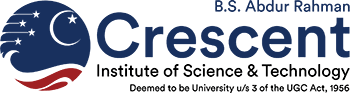 B.S. Abdur Rahman
Crescent
Institute of Science & Technology
Deemed to be University u/s 3 of the UGC Act, 1956